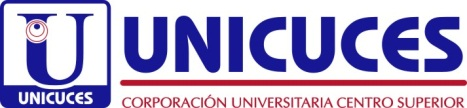 U
UNICUCES
UNICUCES
CORPORACIÓN UNIVERSITARIA CENTRO SUPERIOR